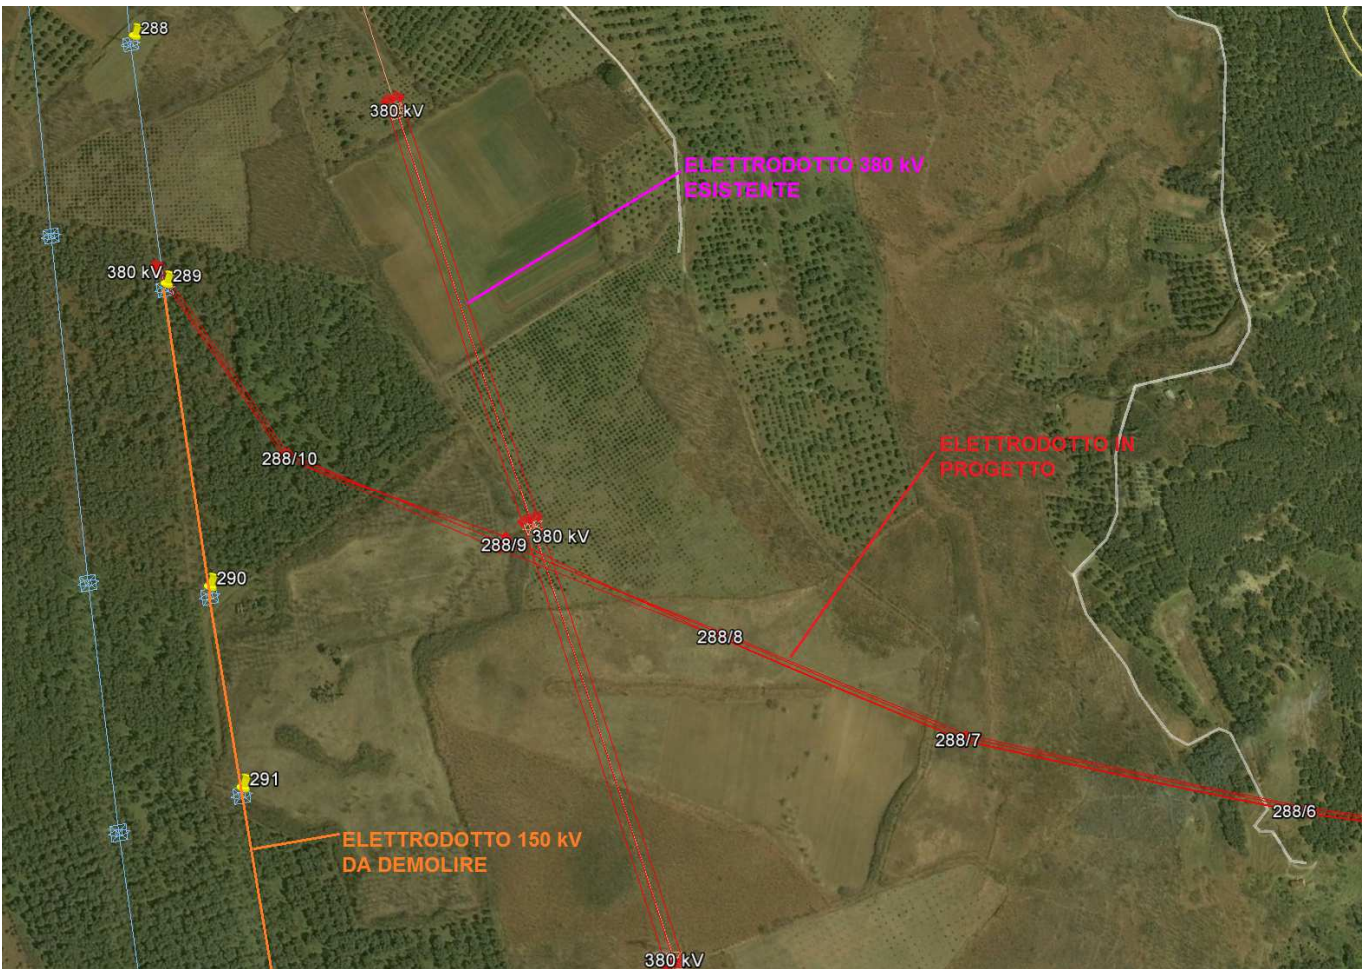 288
380 kV
ELETTRODOTTO 380 kV
ESISTENTE
380 kV
289
ELETTRODOTTO IN
PROGETTO
288/10
288/9
380 kV
290
288/8
288/7
291
288/6
ELETTRODOTTO 150 kV
DA DEMOLIRE
380 kV